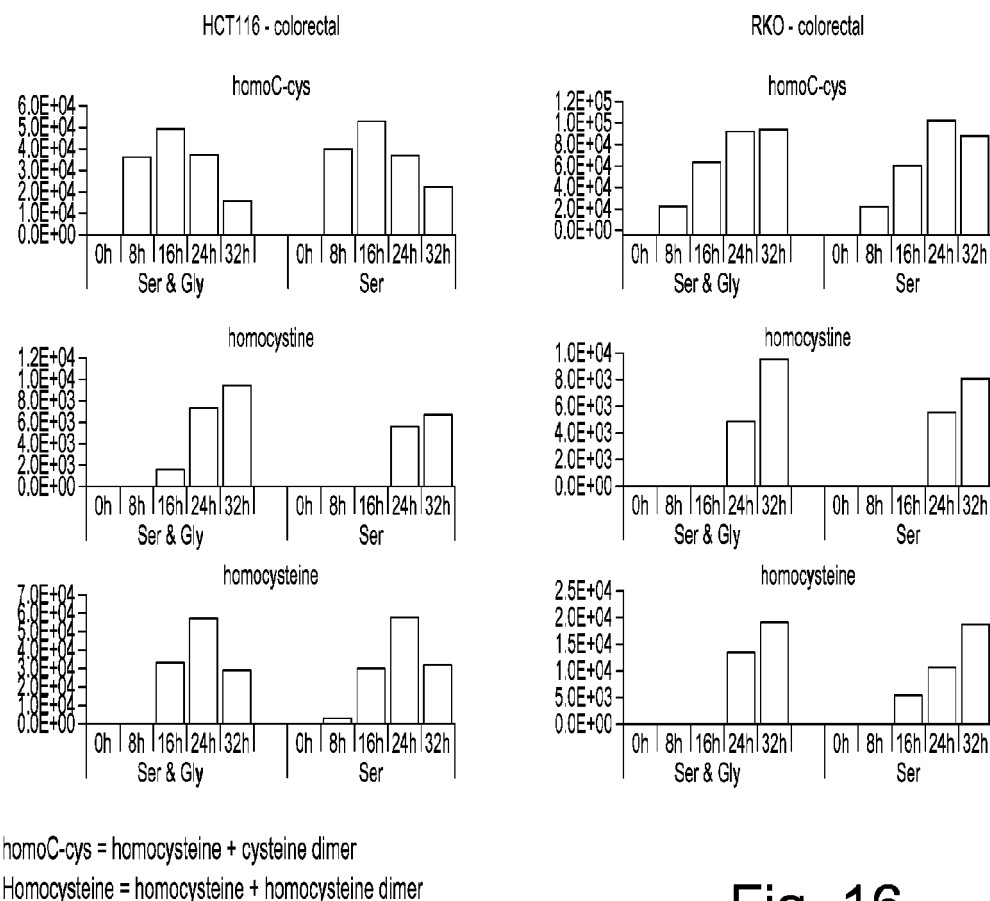 HCT116 - colorectal
RKO - colorectal
homoC-cys
6.0E+04
5.0E+04
4.0E+04
3.0E+04
2.0E+04
1.0E+04
0.0E+00
0h 8h 16h 24h 32h 0h 8h 16h 24h 32h
Ser & Gly Ser
homoC-cys
1.2E+05
1.0E+05
8.0E+04
6.0E+04
4.0E+04
2.0E+04
0.0E+00
0h 8h 16h 24h 32h 0h 8h 16h 24h 32h
Ser & Gly Ser
homocystine
1.2E+04
1.0E+04
8.0E+03
6.0E+03
4.0E+03
2.0E+03
0.0E+00
0h 8h 16h 24h 32h 0h 8h 16h 24h 32h
Ser & Gly Ser
homocystine
1.0E+04
8.0E+03
6.0E+03
4.0E+03
2.0E+03
0.0E+00
0h 8h 16h 24h 32h 0h 8h 16h 24h 32h
Ser & Gly Ser
homocysteine
7.0E+04
6.0E+04
5.0E+04
4.0E+04
3.0E+04
2.0E+04
1.0E+04
0.0E+00
0h 8h 16h 24h 32h 0h 8h 16h 24h 32h
Ser & Gly Ser
homocysteine
2.5E+04
2.0E+04
1.5E+04
1.0E+04
5.0E+03
0.0E+00
0h 8h 16h 24h 32h 0h 8h 16h 24h 32h
Ser & Gly Ser
homoC-cys = homocysteine + cysteine dimer
Homocysteine = homocysteine + homocysteine dimer
Fig. 16